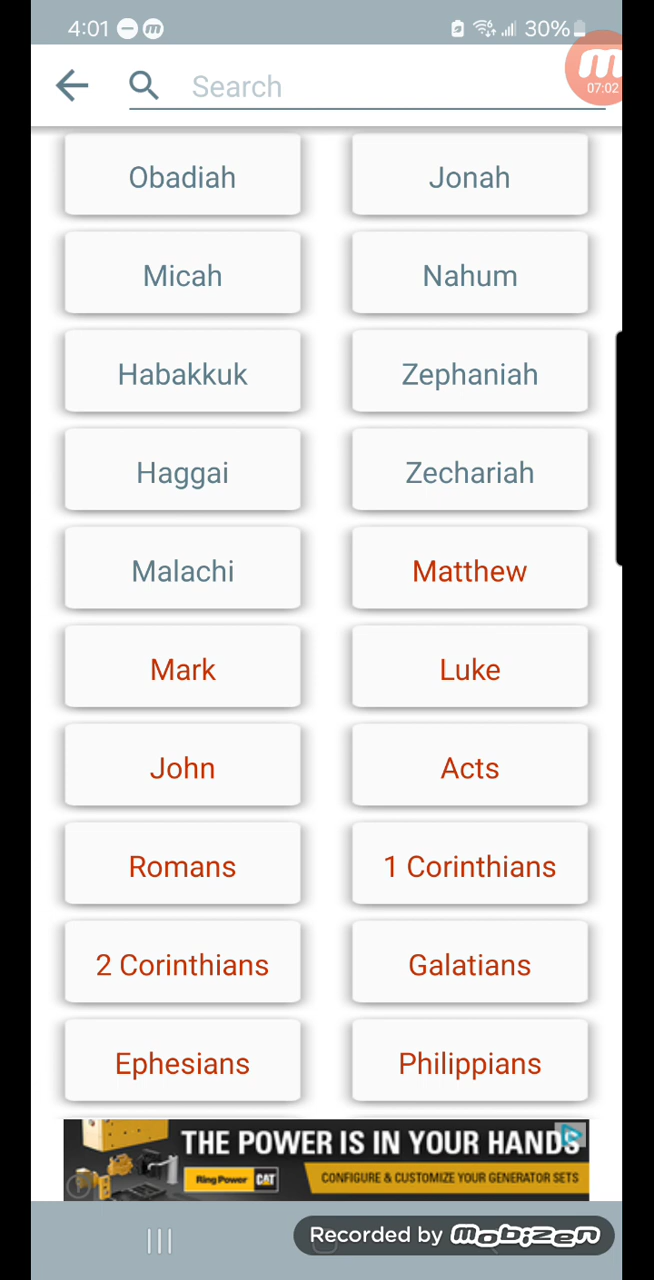 4:01
30%
Search
07:02
Obadiah
Jonah
Micah
Nahum
Habakkuk
Zephaniah
Haggai
Zechariah
Malachi
Matthew
Mark
Luke
John
Acts
Romans
1 Corinthians
2 Corinthians
Galatians
Ephesians
Philippians
THE POWER IS IN YOUR HANDS
Ring Power CAT
CONFIGURE & CUSTOMIZE YOUR GENERATOR SETS
Recorded by mobizen